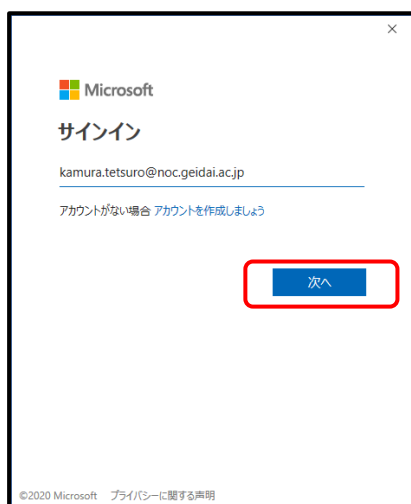 ×
Microsoft
サインイン
kamura.tetsuro@noc.geidai.ac.jp
アカウントがない場合 アカウントを作成しましょう
次へ
©2020 Microsoft プライバシーに関する声明